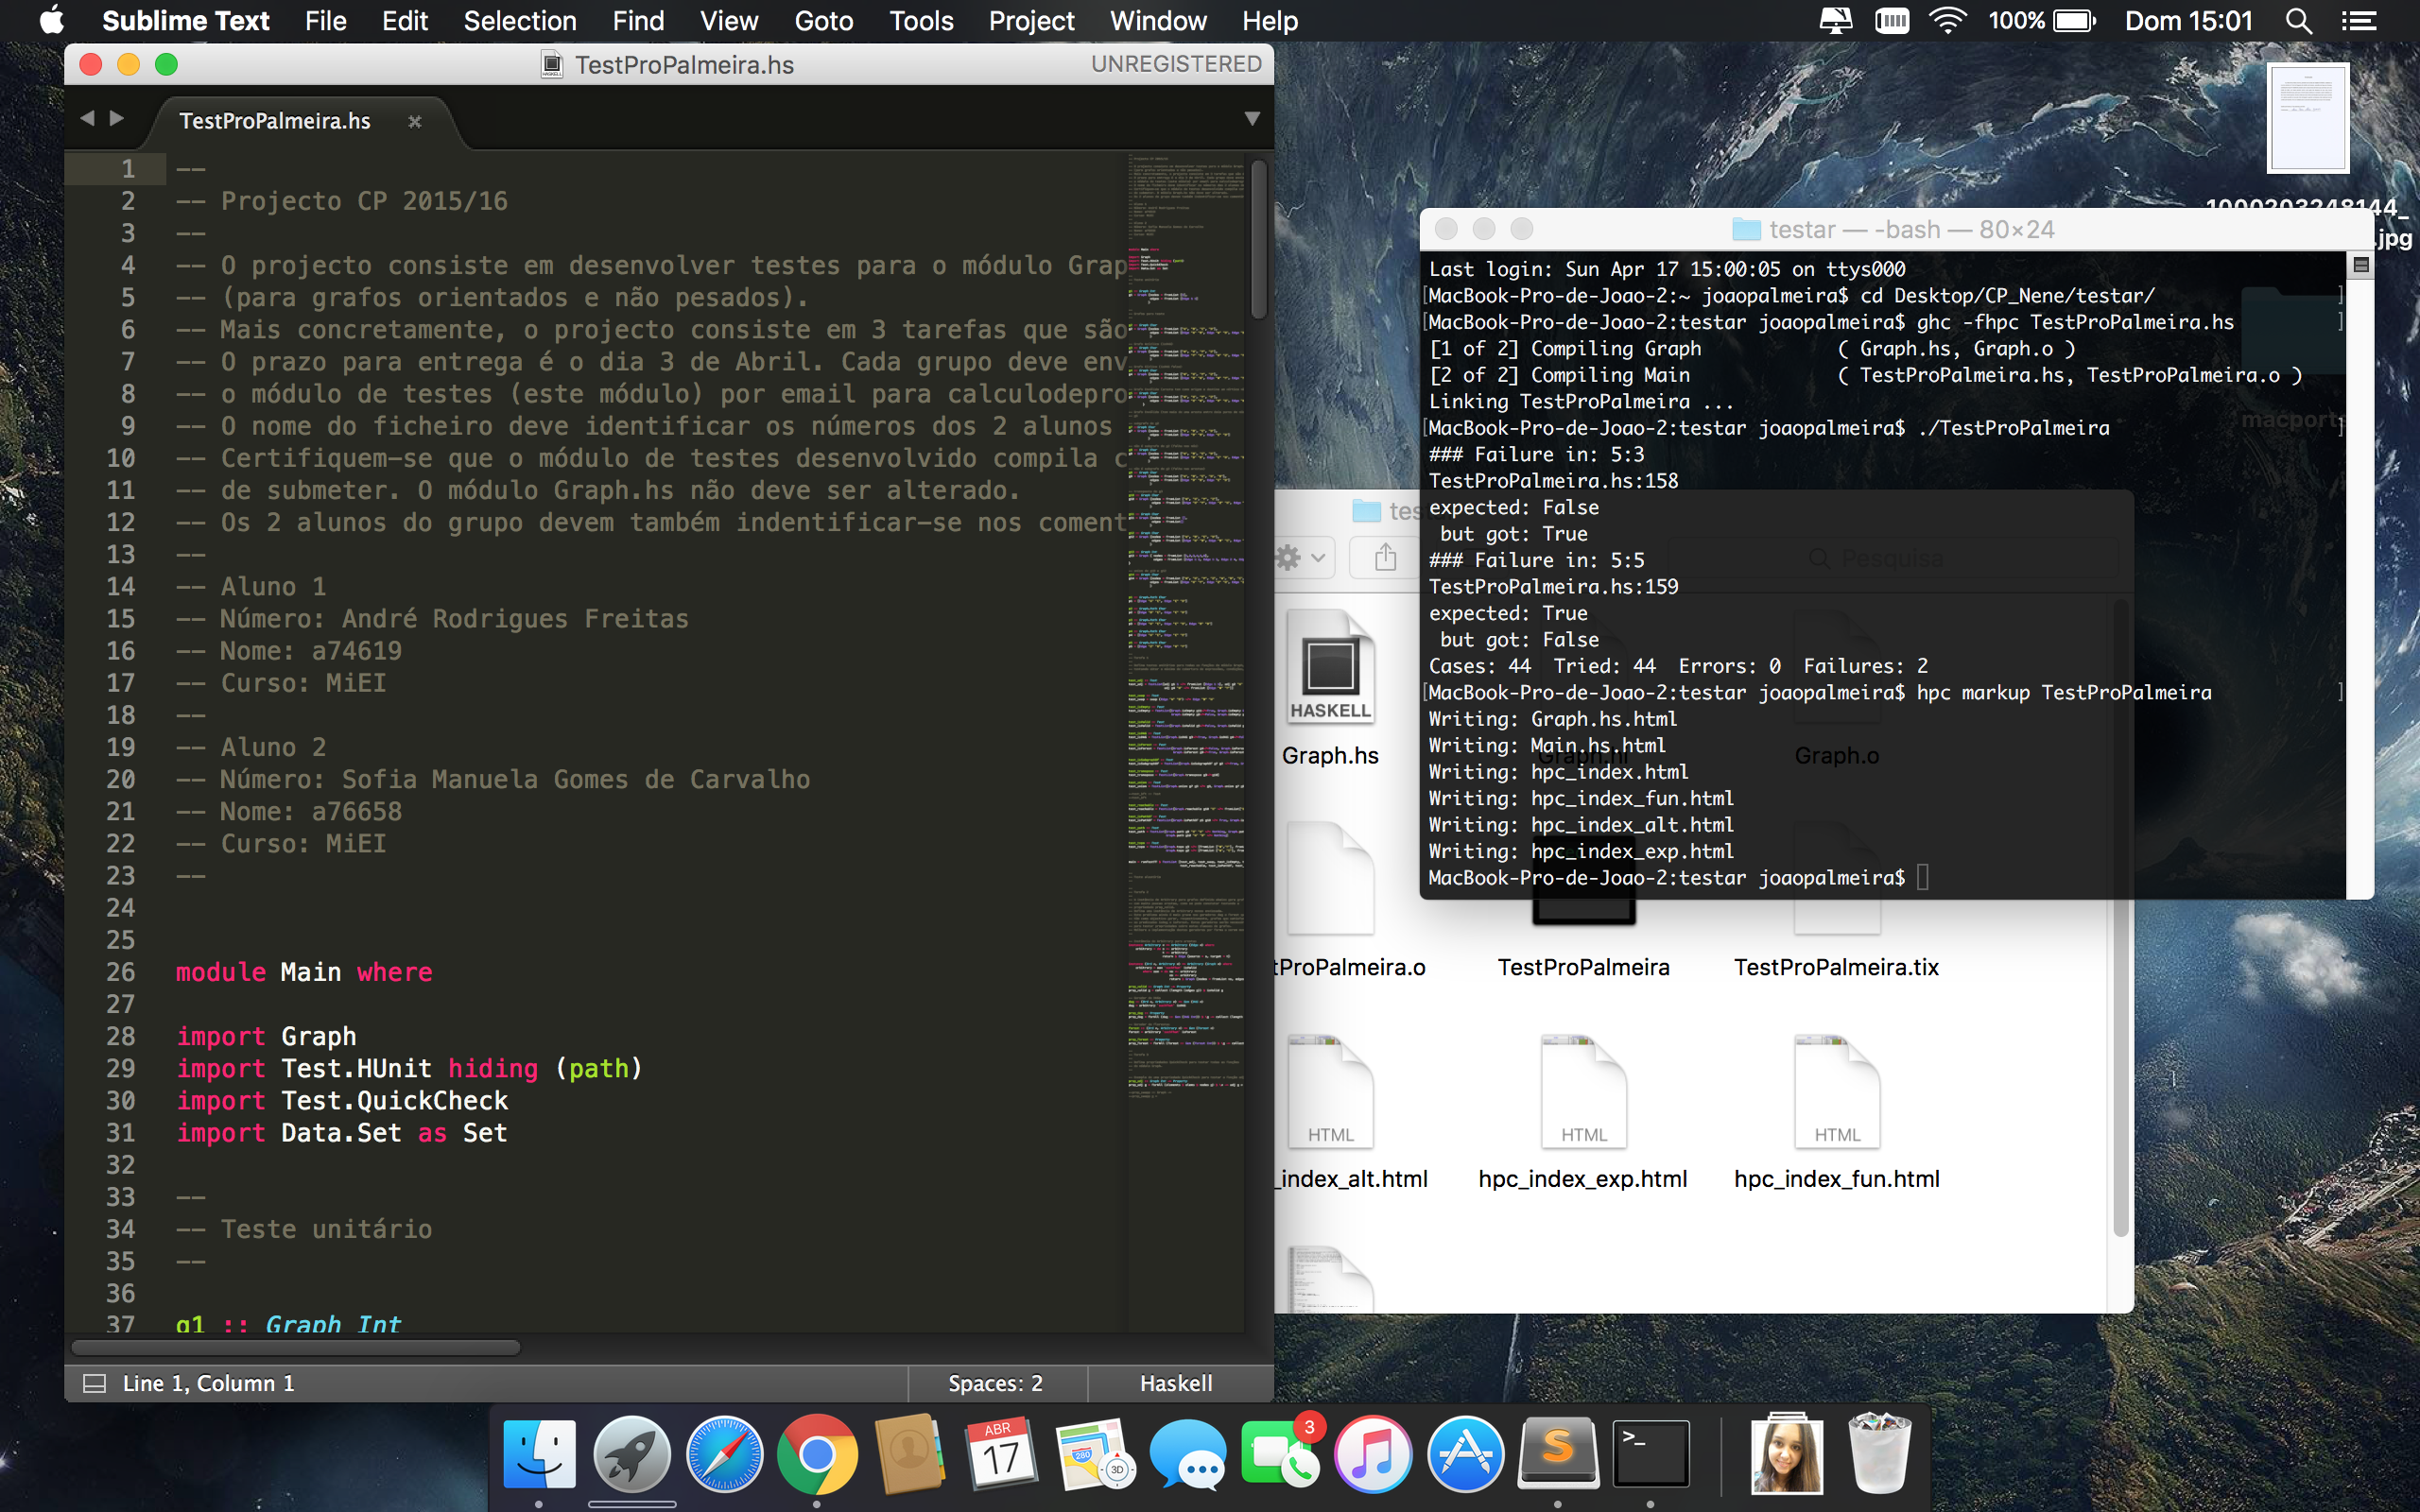 Sublime Text File Edit Selection Find View Goto Tools Project Window Help 100% Dom 15:01
TestProPalmeira.hs UNREGISTERED
TestProPalmeira.hs
1 --
2 -- Projecto CP 2015/16
3 --
4 -- O projecto consiste em desenvolver testes para o módulo Grap
5 -- (para grafos orientados e não pesados).
6 -- Mais concretamente, o projecto consiste em 3 tarefas que são
7 -- O prazo para entrega é o dia 3 de Abril. Cada grupo deve env
8 -- o módulo de testes (este módulo) por email para calculodepro
9 -- O nome do ficheiro deve identificar os números dos 2 alunos
10 -- Certifiquem-se que o módulo de testes desenvolvido compila c
11 -- de submeter. O módulo Graph.hs não deve ser alterado.
12 -- Os 2 alunos do grupo devem também indentificar-se nos coment
13 --
14 -- Aluno 1
15 -- Número: André Rodrigues Freitas
16 -- Nome: a74619
17 -- Curso: MiEI
18 --
19 -- Aluno 2
20 -- Número: Sofia Manuela Gomes de Carvalho
21 -- Nome: a76658
22 -- Curso: MiEI
23 --
24
25
26 module Main where
27
28 import Graph
29 import Test.HUnit hiding (path)
30 import Test.QuickCheck
31 import Data.Set as Set
32
33 --
34 -- Teste unitário
35 --
36
37 g1 :: Graph Int
Line 1, Column 1 Spaces: 2 Haskell
1000203248144_
.jpg
testar — -bash — 80×24
Last login: Sun Apr 17 15:00:05 on ttys000
[MacBook-Pro-de-Joao-2:~ joaopalmeira$ cd Desktop/CP_Nene/testar/ ]
[MacBook-Pro-de-Joao-2:testar joaopalmeira$ ghc -fhpc TestProPalmeira.hs ]
[1 of 2] Compiling Graph ( Graph.hs, Graph.o )
[2 of 2] Compiling Main ( TestProPalmeira.hs, TestProPalmeira.o )
Linking TestProPalmeira ...
[MacBook-Pro-de-Joao-2:testar joaopalmeira$ ./TestProPalmeira ]
### Failure in: 5:3
TestProPalmeira.hs:158
expected: False
but got: True
### Failure in: 5:5
TestProPalmeira.hs:159
expected: True
but got: False
Cases: 44 Tried: 44 Errors: 0 Failures: 2
[MacBook-Pro-de-Joao-2:testar joaopalmeira$ hpc markup TestProPalmeira ]
Writing: Graph.hs.html
Writing: Main.hs.html
Writing: hpc_index.html
Writing: hpc_index_fun.html
Writing: hpc_index_alt.html
Writing: hpc_index_exp.html
MacBook-Pro-de-Joao-2:testar joaopalmeira$
macports
Pesquisa
HASKELL
Graph.hs Graph.hi Graph.o
tProPalmeira.o TestProPalmeira TestProPalmeira.tix
HTML HTML HTML
_index_alt.html hpc_index_exp.html hpc_index_fun.html
ABR
17
280
3D
3